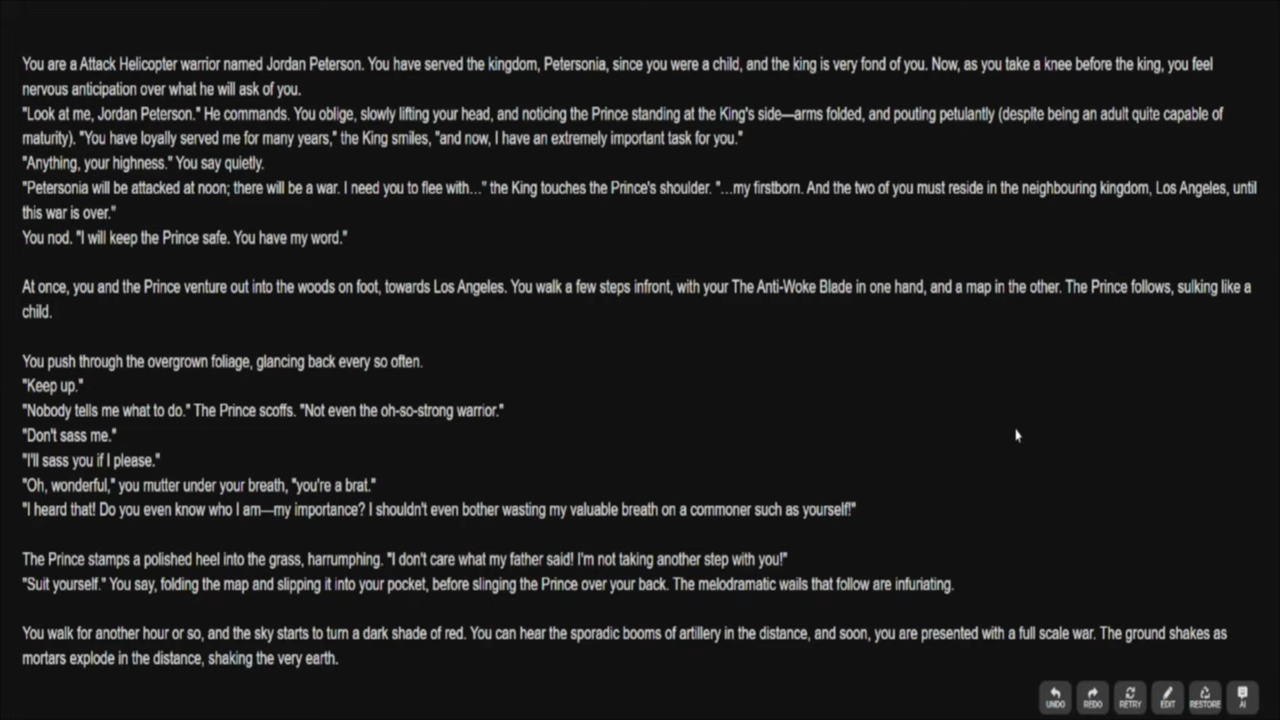 You are a Attack Helicopter warrior named Jordan Peterson. You have served the kingdom, Petersonia, since you were a child, and the king is very fond of you. Now, as you take a knee before the king, you feel
nervous anticipation over what he will ask of you.
"Look at me, Jordan Peterson." He commands. You oblige, slowly lifting your head, and noticing the Prince standing at the King's side—arms folded, and pouting petulantly (despite being an adult quite capable of
maturity). "You have loyally served me for many years," the King smiles, "and now, I have an extremely important task for you."
"Anything, your highness." You say quietly.
"Petersonia will be attacked at noon; there will be a war. I need you to flee with..." the King touches the Prince's shoulder. "...my firstborn. And the two of you must reside in the neighbouring kingdom, Los Angeles, until
this war is over."
You nod. "I will keep the Prince safe. You have my word."
At once, you and the Prince venture out into the woods on foot, towards Los Angeles. You walk a few steps infront, with your The Anti-Woke Blade in one hand, and a map in the other. The Prince follows, sulking like a
child.
You push through the overgrown foliage, glancing back every so often.
"Keep up."
"Nobody tells me what to do." The Prince scoffs. "Not even the oh-so-strong warrior."
"Don't sass me."
"I'll sass you if I please."
"Oh, wonderful," you mutter under your breath, "you're a brat."
"I heard that! Do you even know who I am—my importance? I shouldn't even bother wasting my valuable breath on a commoner such as yourself!"
The Prince stamps a polished heel into the grass, harrumphing. "I don't care what my father said! I'm not taking another step with you!"
"Suit yourself." You say, folding the map and slipping it into your pocket, before slinging the Prince over your back. The melodramatic wails that follow are infuriating.
You walk for another hour or so, and the sky starts to turn a dark shade of red. You can hear the sporadic booms of artillery in the distance, and soon, you are presented with a full scale war. The ground shakes as
mortars explode in the distance, shaking the very earth.
UNDO REDO RETRY EDIT RESTORE AI